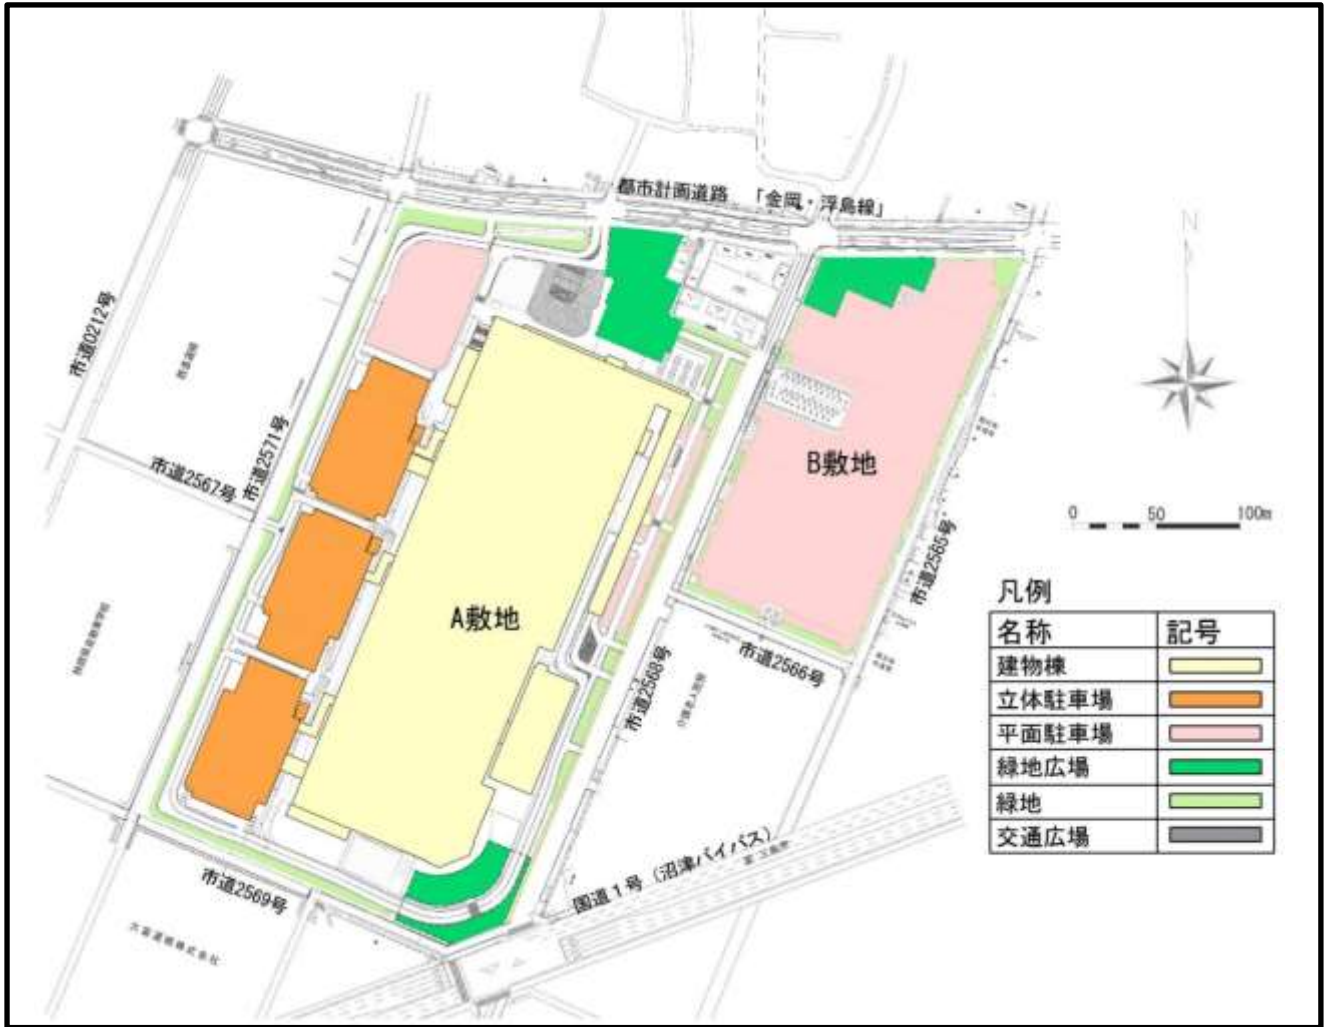 都市計画道路 「金岡・浮島線」
N
市道0212号
市道2571号
市道2567号
B敷地
A敷地
市道2565号
0 50 100m
市道2566号
市道2568号
凡例
名称 記号
建物棟
立体駐車場
平面駐車場
緑地広場
緑地
交通広場
国道1号（沼津バイパス）
市道2569号